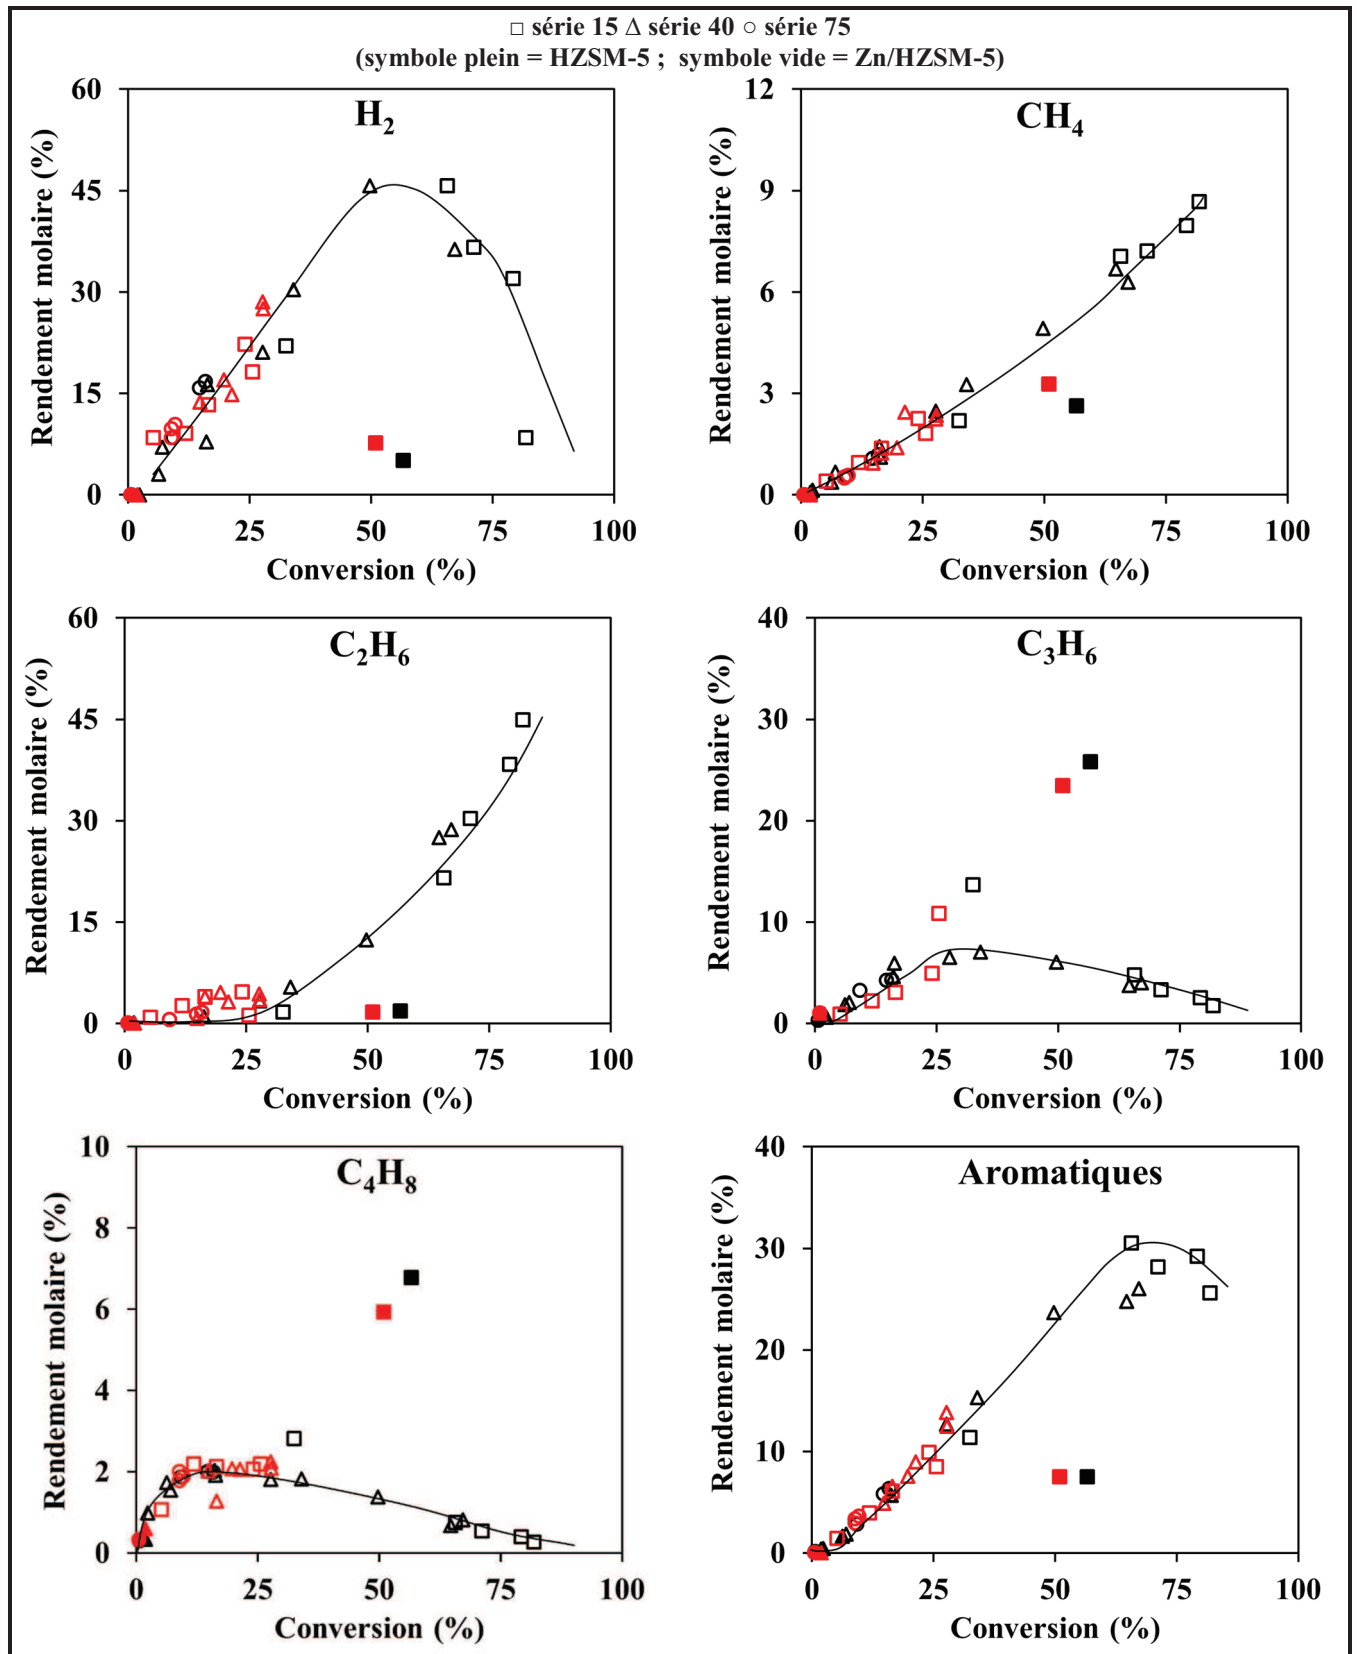 □ série 15 Δ série 40 ○ série 75
(symbole plein = HZSM-5 ; symbole vide = Zn/HZSM-5)
H₂
Rendement molaire (%)
60
45
30
15
0
0 25 50 75 100
Conversion (%)
CH₄
Rendement molaire (%)
12
9
6
3
0
0 25 50 75 100
Conversion (%)
C₂H₆
Rendement molaire (%)
60
45
30
15
0
0 25 50 75 100
Conversion (%)
C₃H₆
Rendement molaire (%)
40
30
20
10
0
0 25 50 75 100
Conversion (%)
C₄H₈
Rendement molaire (%)
10
8
6
4
2
0
0 25 50 75 100
Conversion (%)
Aromatiques
Rendement molaire (%)
40
30
20
10
0
0 25 50 75 100
Conversion (%)